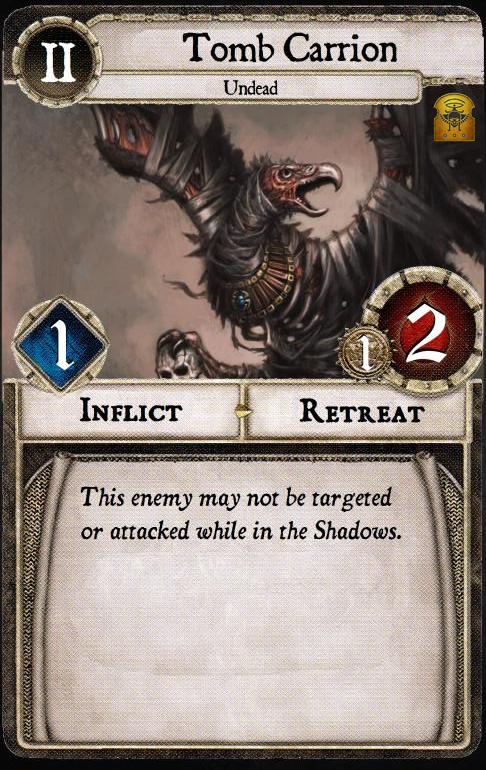 II
Tomb Carrion
Undead
1
1
2
Inflict
Retreat
This enemy may not be targeted
or attacked while in the Shadows.